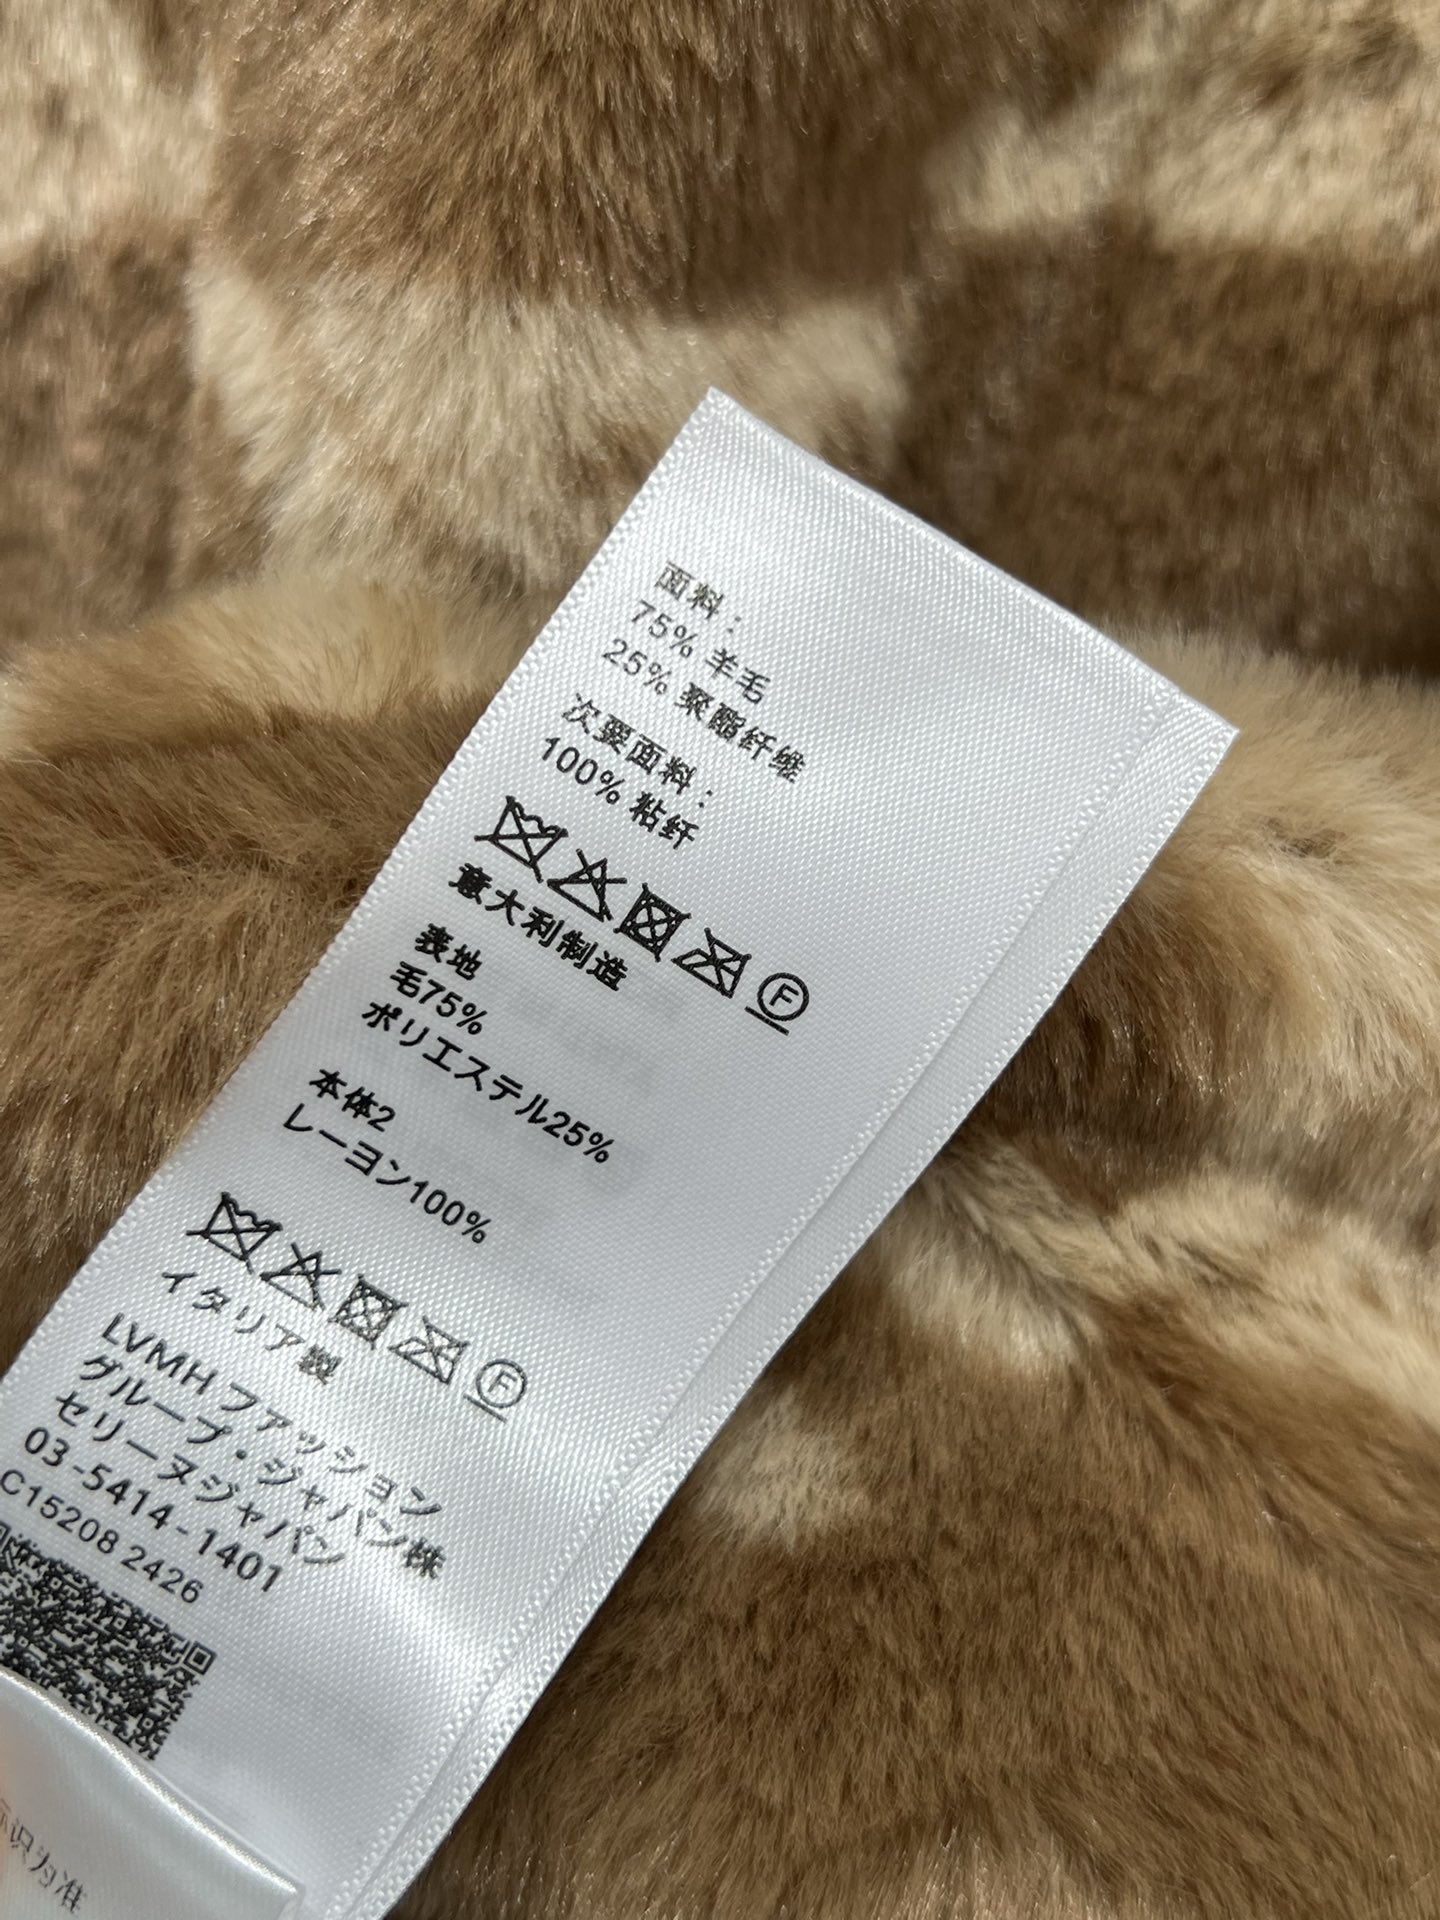 面料：
75% 羊毛
25% 聚酯纤维
次要面料：
100% 粘纤
F
意大利制造
表地
毛75%
ポリエステル25%
本体2
レーヨン100%
F
イタリア製
LVMH ファッション
グループ・ジャパン株
セリーヌジャパン
03-5414-1401
C15208 2426
识为准